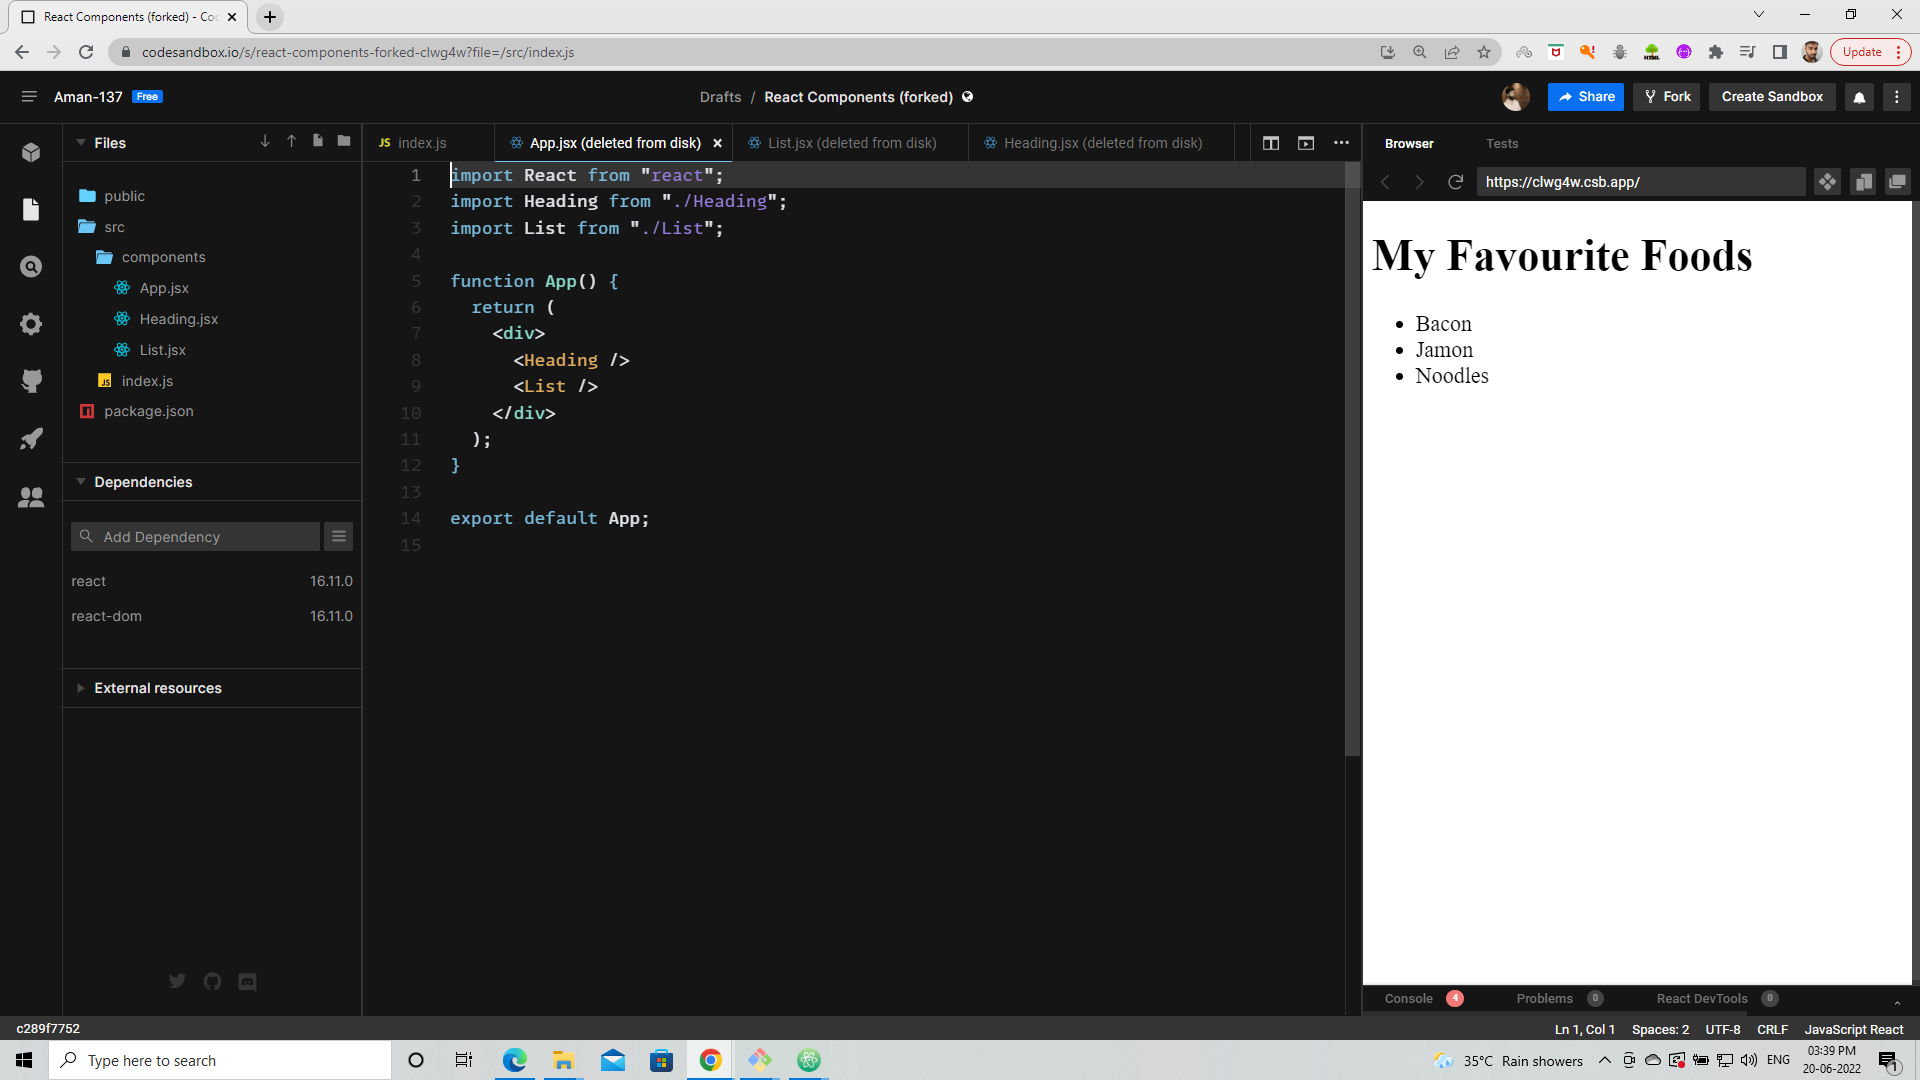 React Components (forked) - Co
codesandbox.io/s/react-components-forked-clwg4w?file=/src/index.js
Update
Aman-137 Free
Drafts / React Components (forked)
Share
Fork
Create Sandbox
Files
index.js
App.jsx (deleted from disk)
List.jsx (deleted from disk)
Heading.jsx (deleted from disk)
Browser
Tests
https://clwg4w.csb.app/
public
src
components
App.jsx
Heading.jsx
List.jsx
index.js
package.json
Dependencies
Add Dependency
react 16.11.0
react-dom 16.11.0
External resources
1 import React from "react";
2 import Heading from "./Heading";
3 import List from "./List";
4
5 function App() {
6 return (
7 <div>
8 <Heading />
9 <List />
10 </div>
11 );
12 }
13
14 export default App;
15
My Favourite Foods
• Bacon
• Jamon
• Noodles
Console 4
Problems 0
React DevTools 0
c289f7752
Ln 1, Col 1 Spaces: 2 UTF-8 CRLF JavaScript React
Type here to search
35°C Rain showers
ENG
03:39 PM
20-06-2022
1